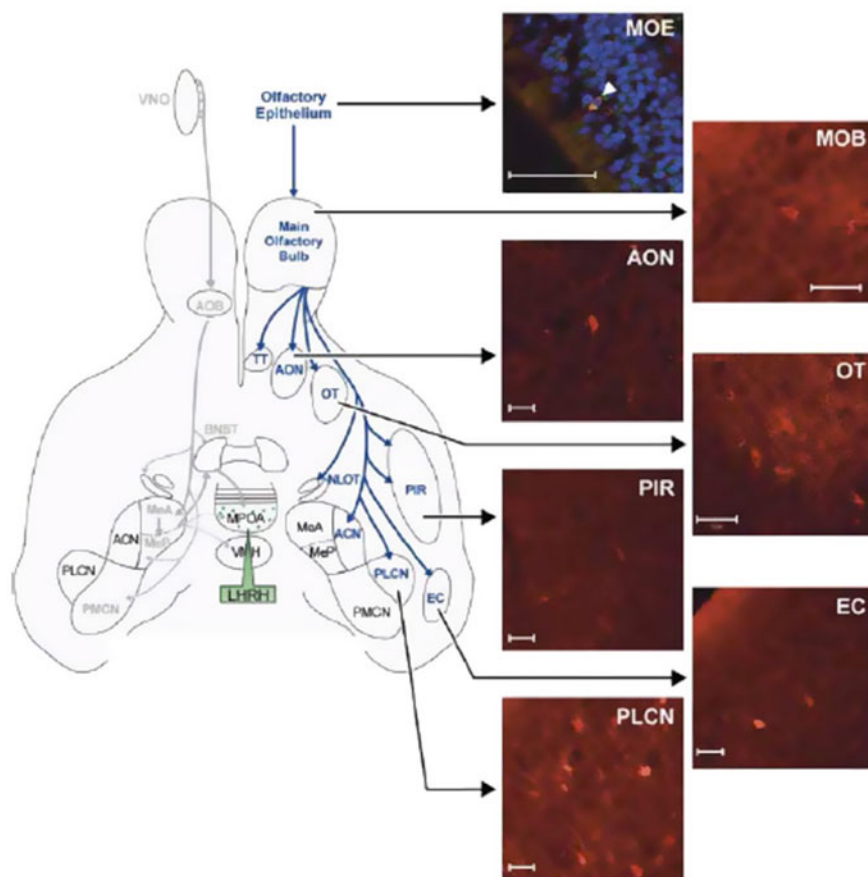 MOE
VNO
Olfactory
Epithelium
MOB
Main
Olfactory
Bulb
AON
AOB
TT
AON
OT
OT
BNST
NLOT
PIR
PIR
MeA
MPOA
MeA
ACN
ACN
MeP
VMH
MeP
PLCN
PLCN
EC
EC
PMCN
LHRH
PMCN
PLCN